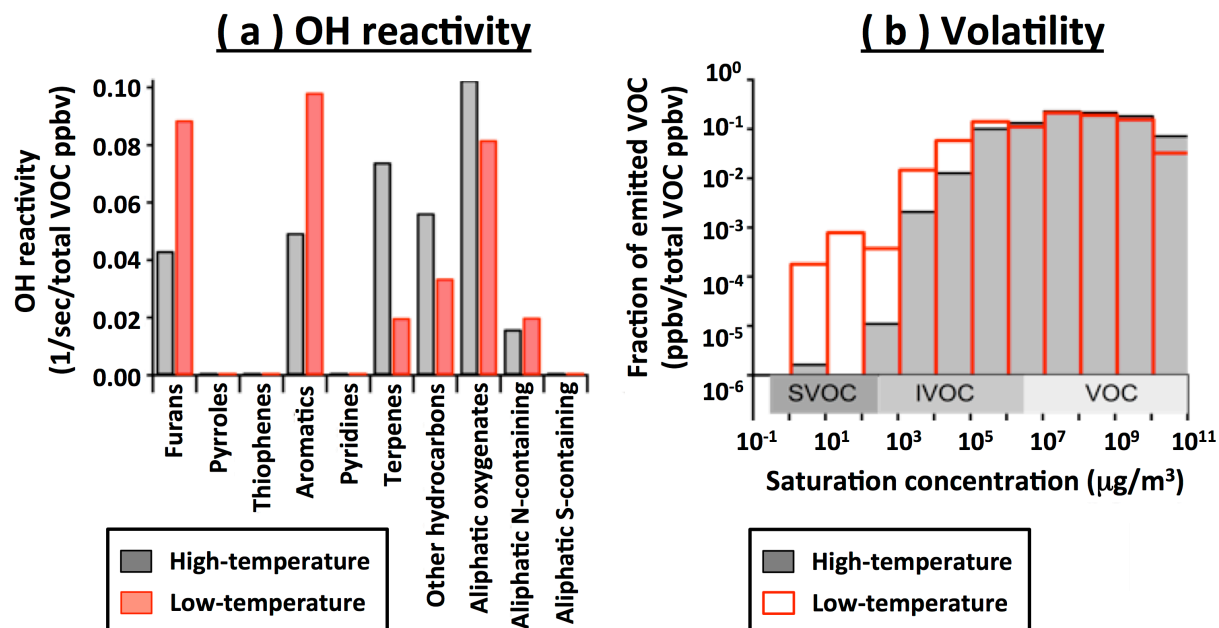 ( a ) OH reactivity
OH reactivity
(1/sec/total VOC ppbv)
0.10
0.08
0.06
0.04
0.02
0.00
Furans
Pyrroles
Thiophenes
Aromatics
Pyridines
Terpenes
Other hydrocarbons
Aliphatic oxygenates
Aliphatic N-containing
Aliphatic S-containing
High-temperature
Low-temperature
( b ) Volatility
Fraction of emitted VOC
(ppbv/total VOC ppbv)
10⁰
10⁻¹
10⁻²
10⁻³
10⁻⁴
10⁻⁵
10⁻⁶
SVOC IVOC VOC
10⁻¹ 10¹ 10³ 10⁵ 10⁷ 10⁹ 10¹¹
Saturation concentration (μg/m³)
High-temperature
Low-temperature